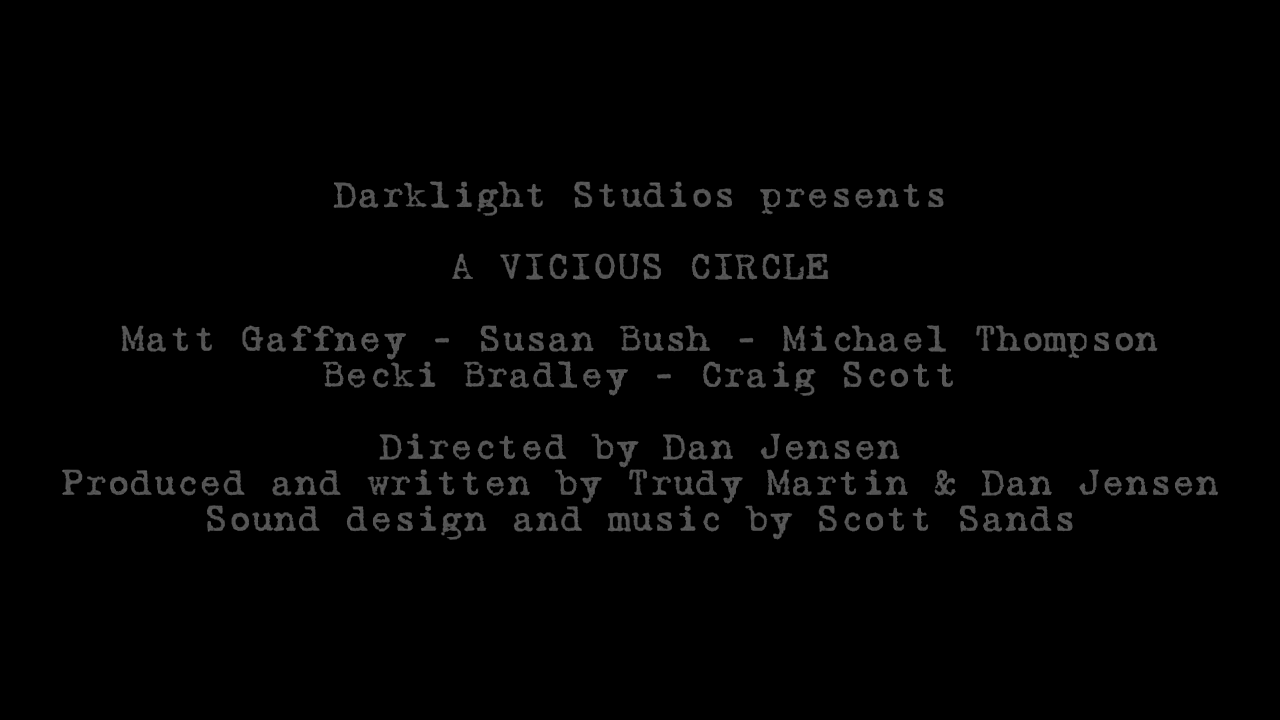 Darklight Studios presents
A VICIOUS CIRCLE
Matt Gaffney - Susan Bush - Michael Thompson
Becki Bradley - Craig Scott
Directed by Dan Jensen
Produced and written by Trudy Martin & Dan Jensen
Sound design and music by Scott Sands